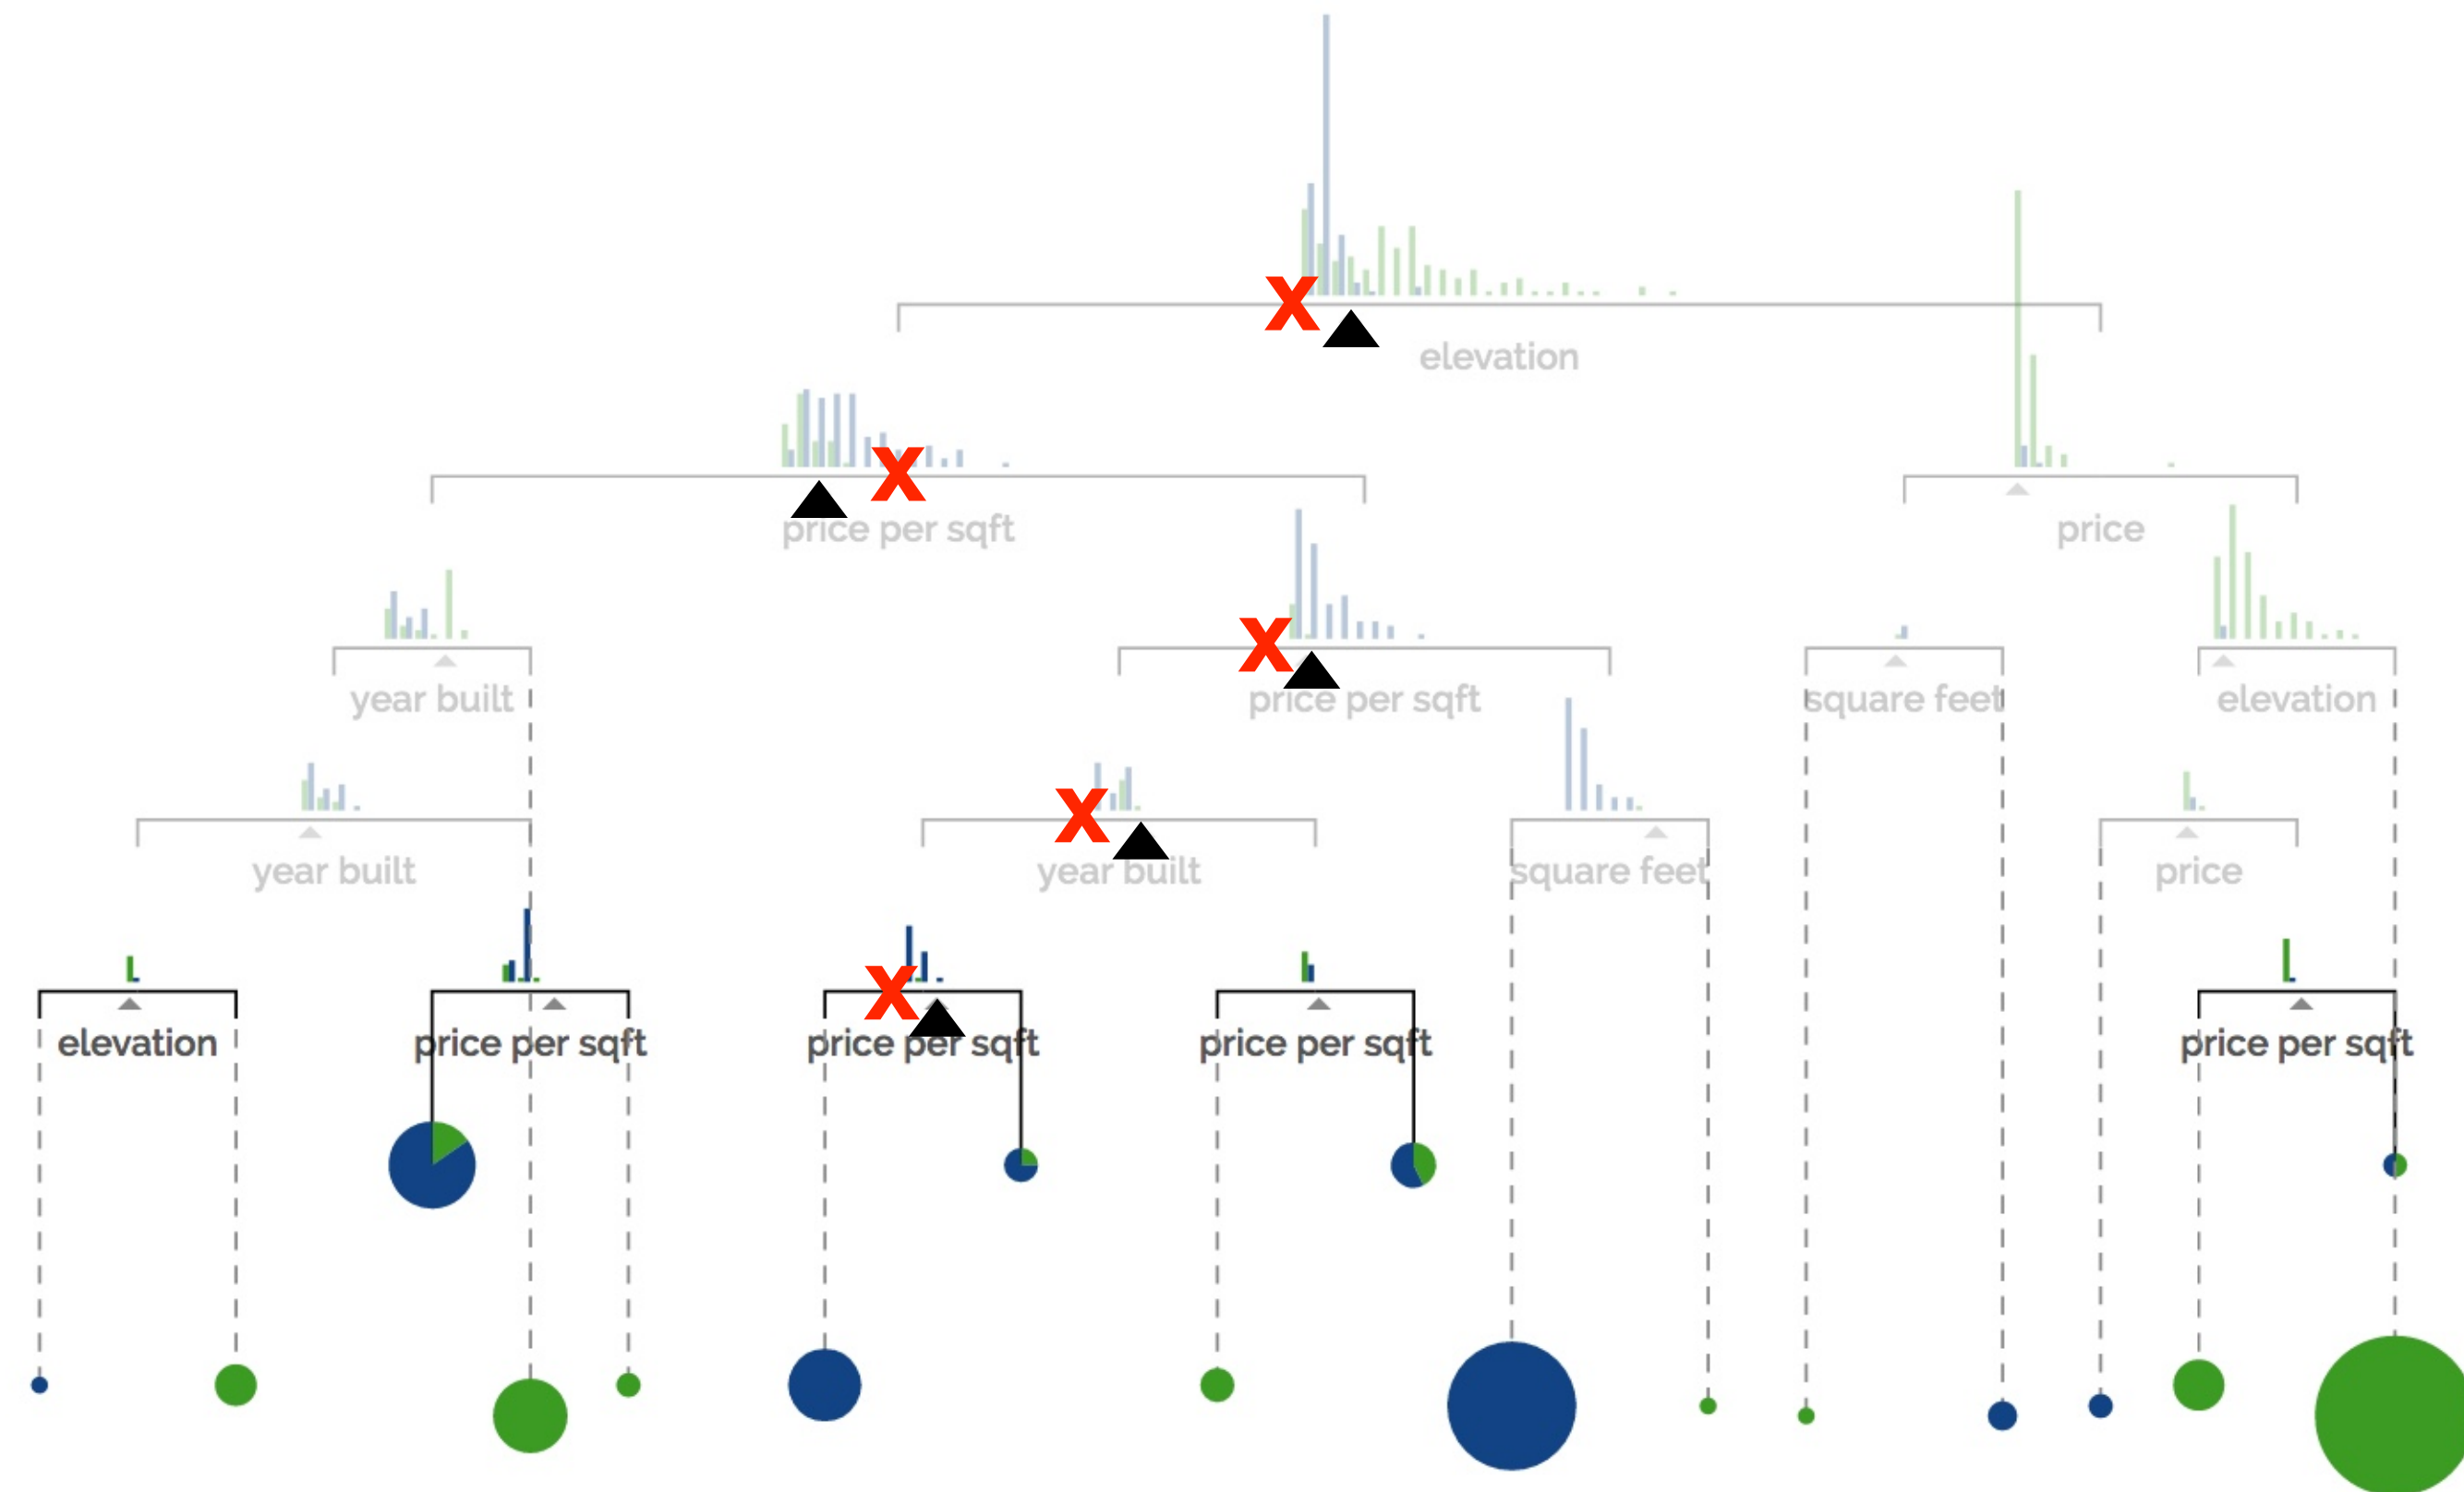 X
elevation
X
price per sqft
price
X
year built
price per sqft
square feet
elevation
X
year built
year built
square feet
price
X
elevation
price per sqft
price per sqft
price per sqft
price per sqft